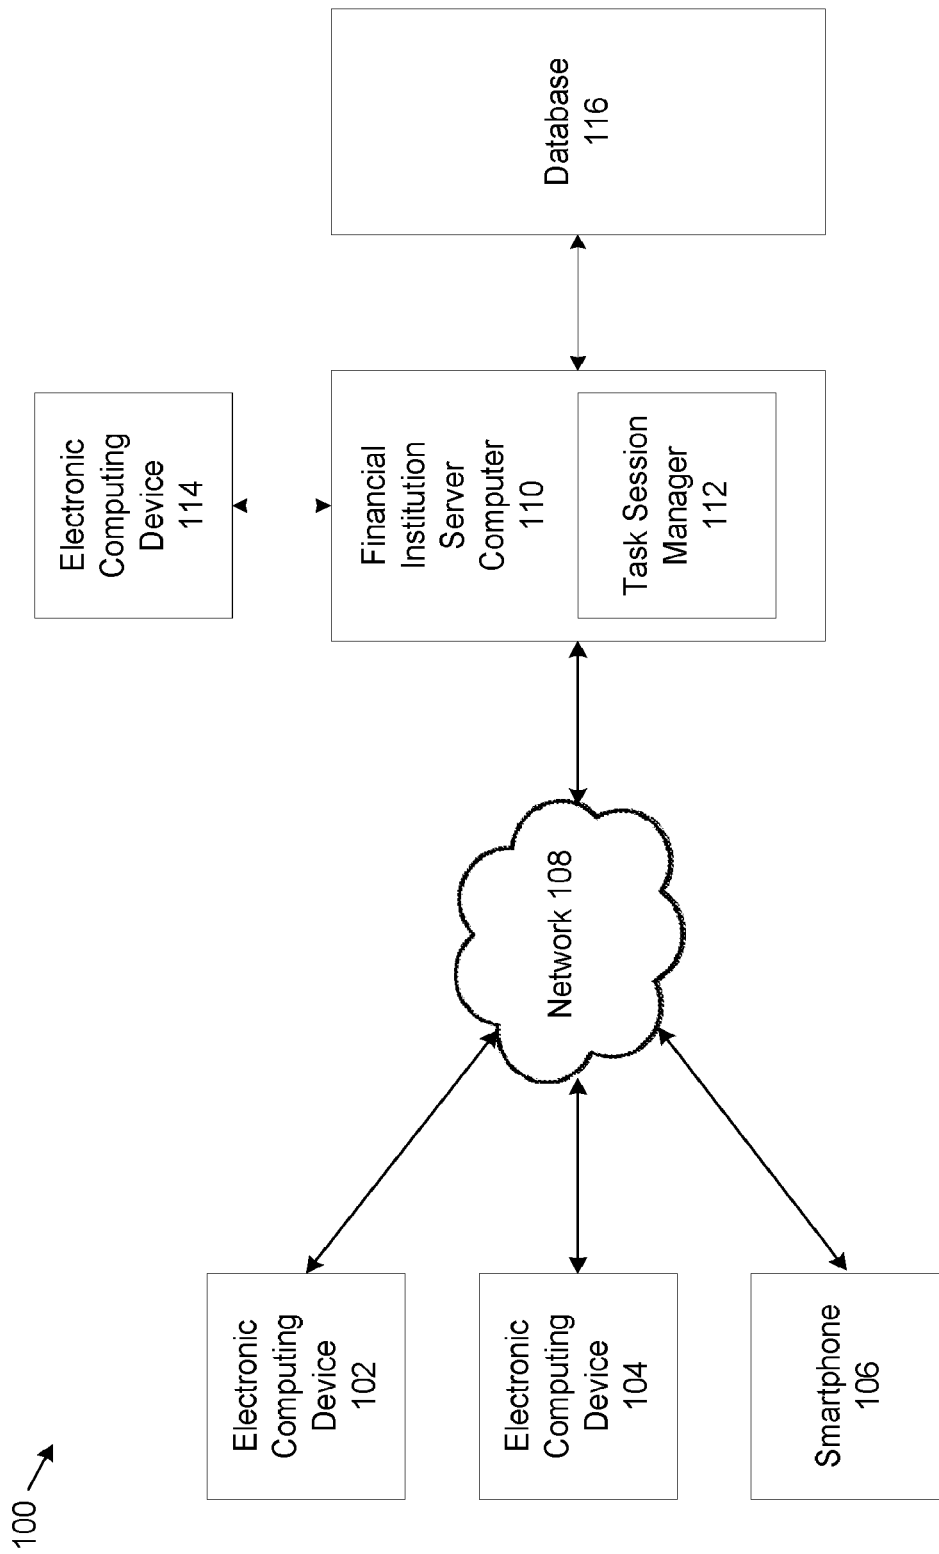 100
Electronic
Computing
Device
102
Electronic
Computing
Device
104
Smartphone
106
Network 108
Electronic
Computing
Device
114
Financial
Institution
Server
Computer
110
Task Session
Manager
112
Database
116